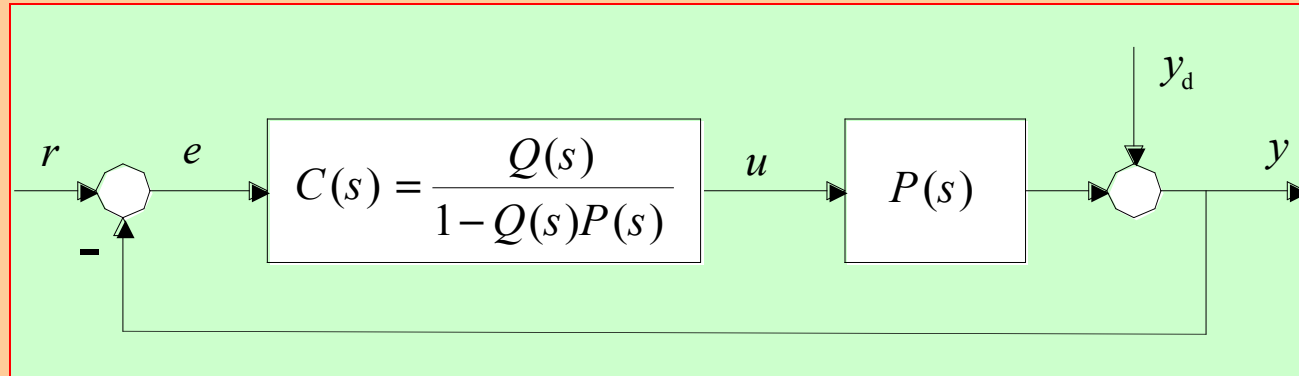 y_d
r e C(s) = Q(s) / 1 − Q(s)P(s) u P(s) y
-